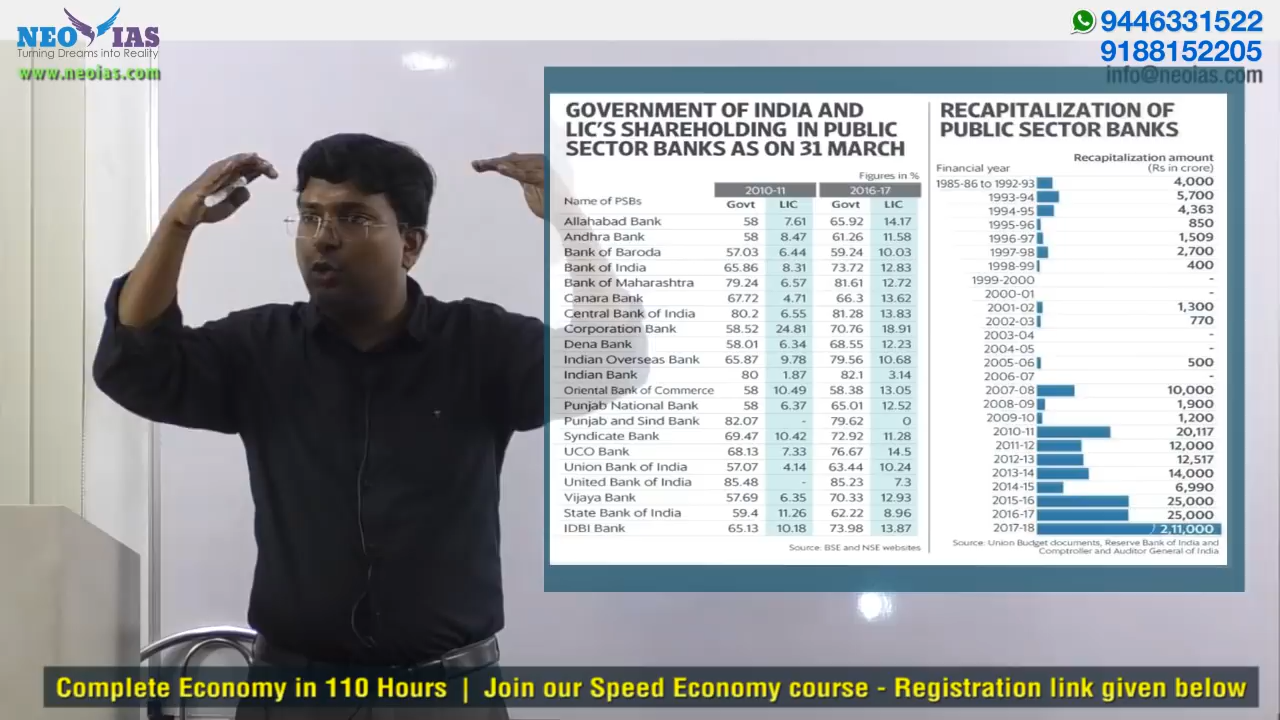 NEO IAS
Turning Dreams into Reality
www.neoias.com
9446331522
9188152205
info@neoias.com
GOVERNMENT OF INDIA AND
LIC'S SHAREHOLDING IN PUBLIC
SECTOR BANKS AS ON 31 MARCH
Figures in %
2010-11 2016-17
Name of PSBs Govt LIC Govt LIC
Allahabad Bank 58 7.61 65.92 14.17
Andhra Bank 58 8.47 61.26 11.58
Bank of Baroda 57.03 6.44 59.24 10.03
Bank of India 65.86 8.31 73.72 12.83
Bank of Maharashtra 79.24 6.57 81.61 12.72
Canara Bank 67.72 4.71 66.3 13.62
Central Bank of India 80.2 6.55 81.28 13.83
Corporation Bank 58.52 24.81 70.76 18.91
Dena Bank 58.01 6.34 68.55 12.23
Indian Overseas Bank 65.87 9.78 79.56 10.68
Indian Bank 80 1.87 82.1 3.14
Oriental Bank of Commerce 58 10.49 58.38 13.05
Punjab National Bank 58 6.37 65.01 12.52
Punjab and Sind Bank 82.07 - 79.62 0
Syndicate Bank 69.47 10.42 72.92 11.28
UCO Bank 68.13 7.33 76.67 14.5
Union Bank of India 57.07 4.14 63.44 10.24
United Bank of India 85.48 - 85.23 7.3
Vijaya Bank 57.69 6.35 70.33 12.93
State Bank of India 59.4 11.26 62.22 8.96
IDBI Bank 65.13 10.18 73.98 13.87
Source: BSE and NSE websites
RECAPITALIZATION OF
PUBLIC SECTOR BANKS
Recapitalization amount
Financial year (Rs in crore)
1985-86 to 1992-93 4,000
1993-94 5,700
1994-95 4,363
1995-96 850
1996-97 1,509
1997-98 2,700
1998-99 400
1999-2000 -
2000-01 -
2001-02 1,300
2002-03 770
2003-04 -
2004-05 -
2005-06 500
2006-07 -
2007-08 10,000
2008-09 1,900
2009-10 1,200
2010-11 20,117
2011-12 12,000
2012-13 12,517
2013-14 14,000
2014-15 6,990
2015-16 25,000
2016-17 25,000
2017-18 2,11,000
Source: Union Budget documents, Reserve Bank of India and
Comptroller and Auditor General of India
Complete Economy in 110 Hours | Join our Speed Economy course - Registration link given below